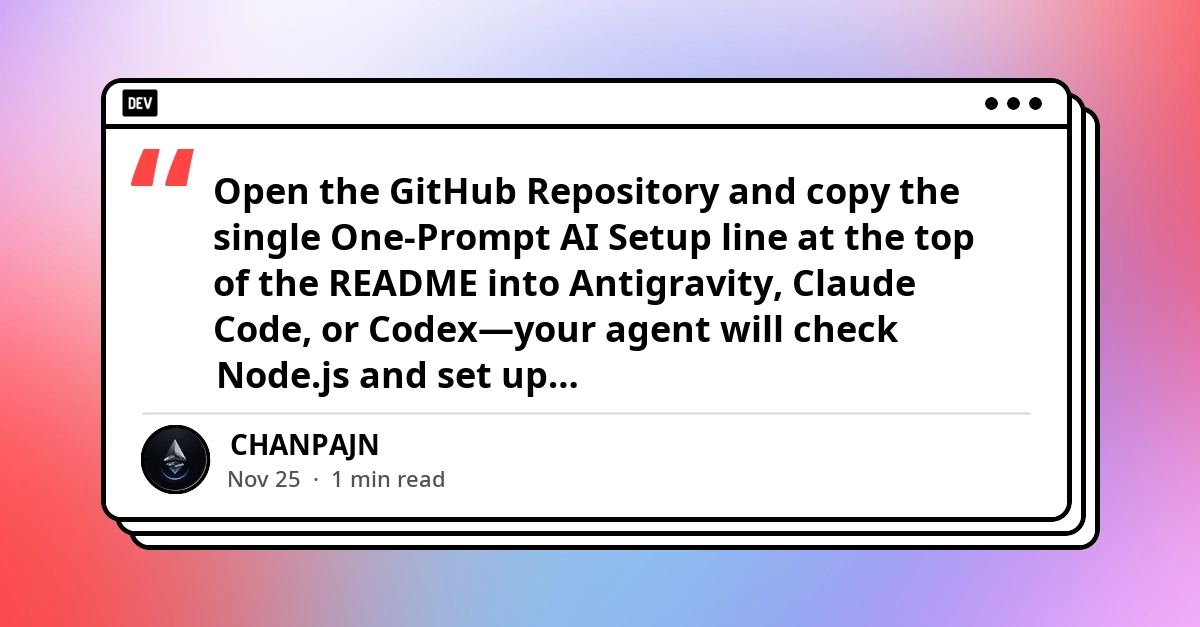 DEV
“
Open the GitHub Repository and copy the
single One-Prompt AI Setup line at the top
of the README into Antigravity, Claude
Code, or Codex—your agent will check
Node.js and set up...
CHANPAJN
Nov 25 · 1 min read